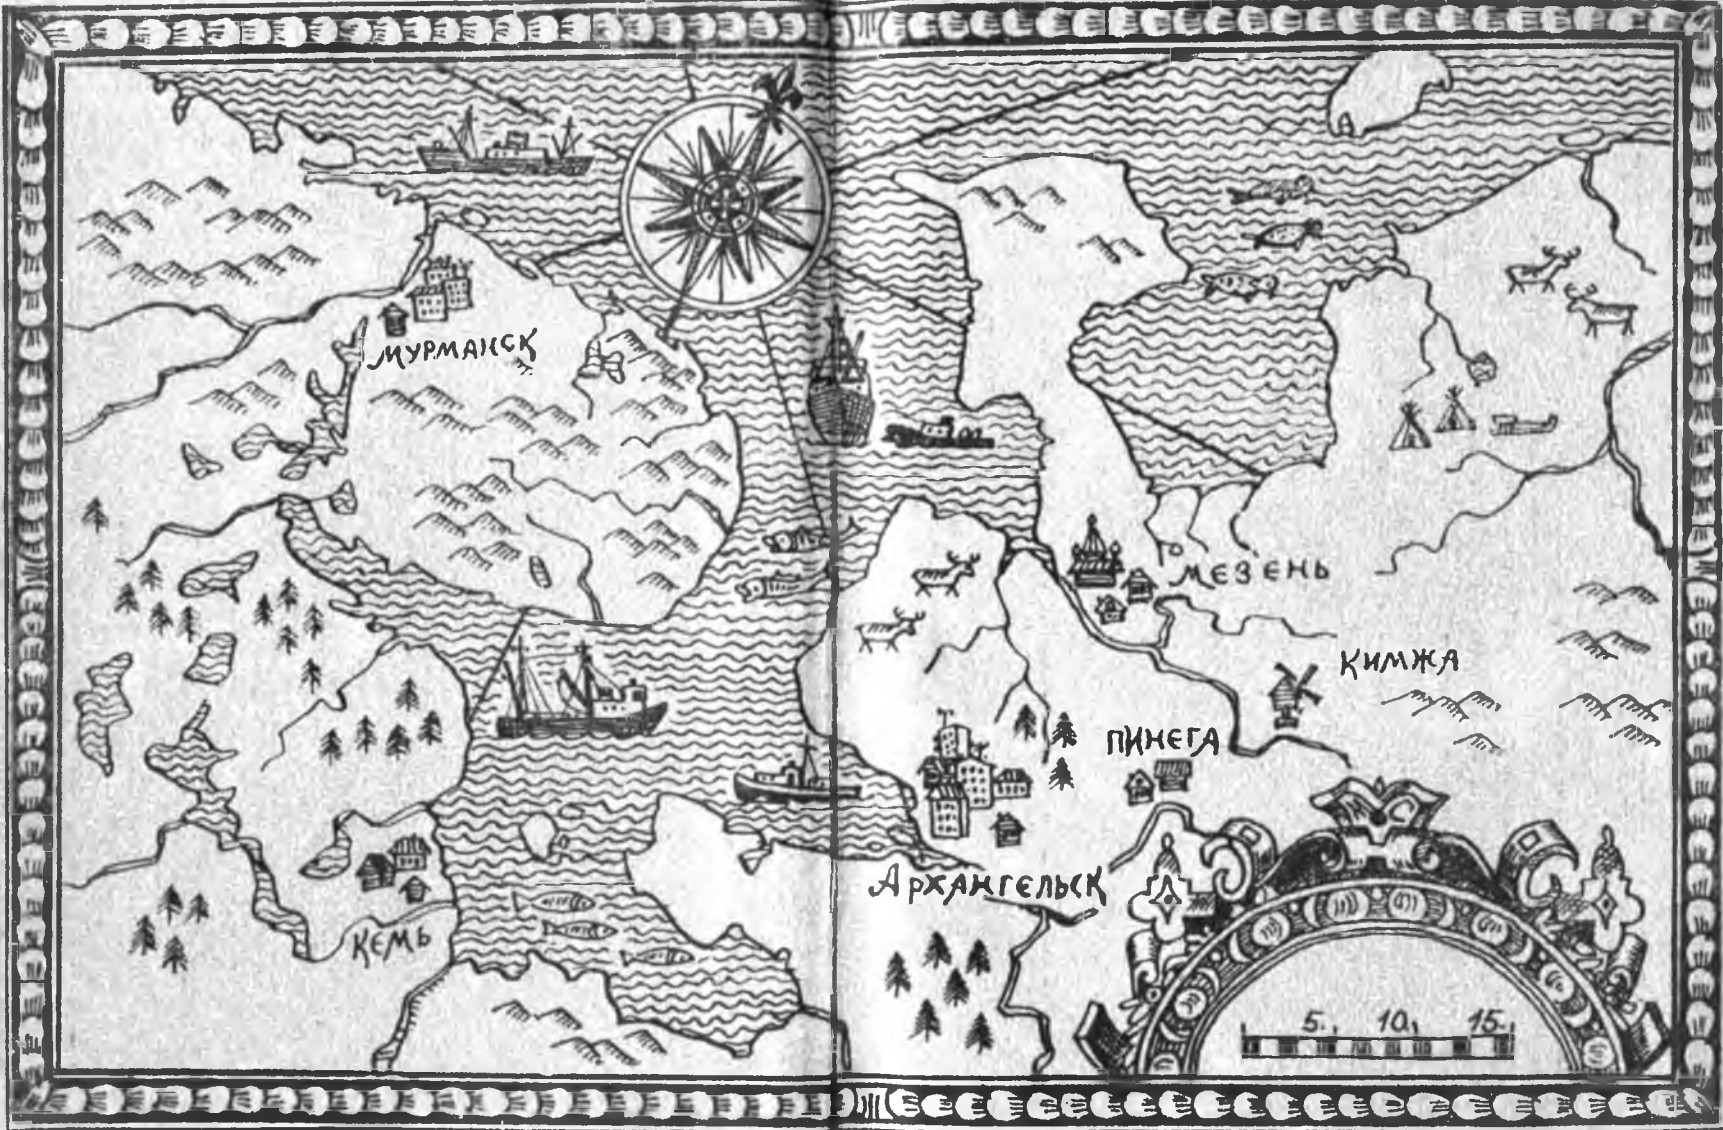 МУРМАНСК
МЕЗЕНЬ
КИМЖА
ПИНЕГА
АРХАНГЕЛЬСК
КЕМЬ
5. 10. 15.